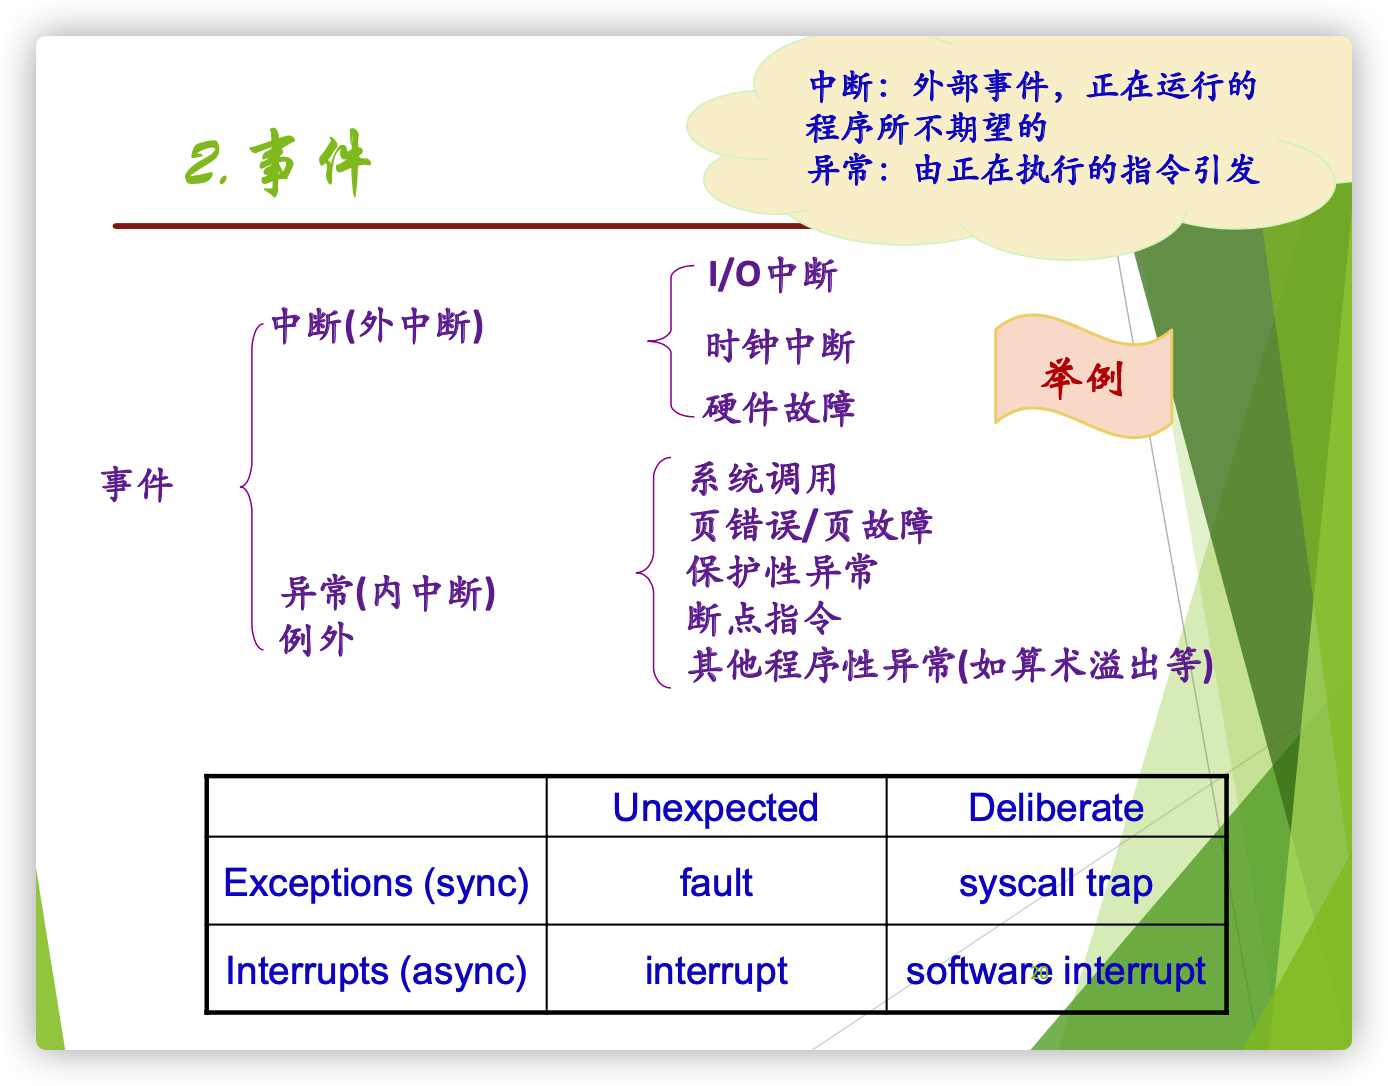 中断：外部事件，正在运行的
程序所不期望的
异常：由正在执行的指令引发
2.事件
I/O中断
中断(外中断)
时钟中断
举例
硬件故障
事件
系统调用
页错误/页故障
保护性异常
异常(内中断)
断点指令
例外
其他程序性异常(如算术溢出等)
Unexpected Deliberate
Exceptions (sync) fault syscall trap
Interrupts (async) interrupt software interrupt
20